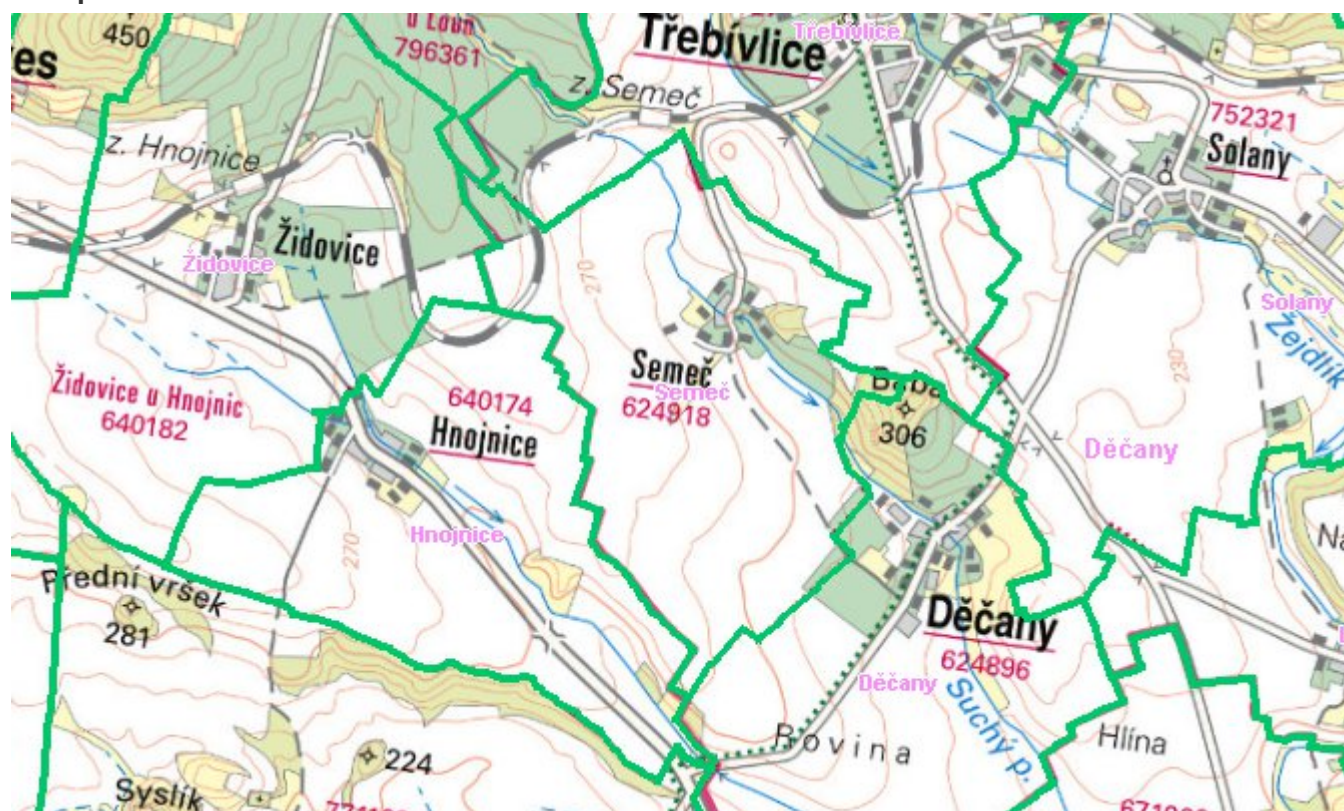 450
u Loun
796361
Třebívlice
Třebívlice
es
z. Semeč
752321
Solany
z. Hnojnice
Židovice
Židovice
270
Solany
Žejdlík
Semeč
Semeč
624918
Baba
306
230
Židovice u Hnojnic
640182
640174
Hnojnice
Děčany
Hnojnice
270
Na
Přední vršek
281
Děčany
624896
Děčany
Suchý p.
Rovina
Hlína
224
Syslík